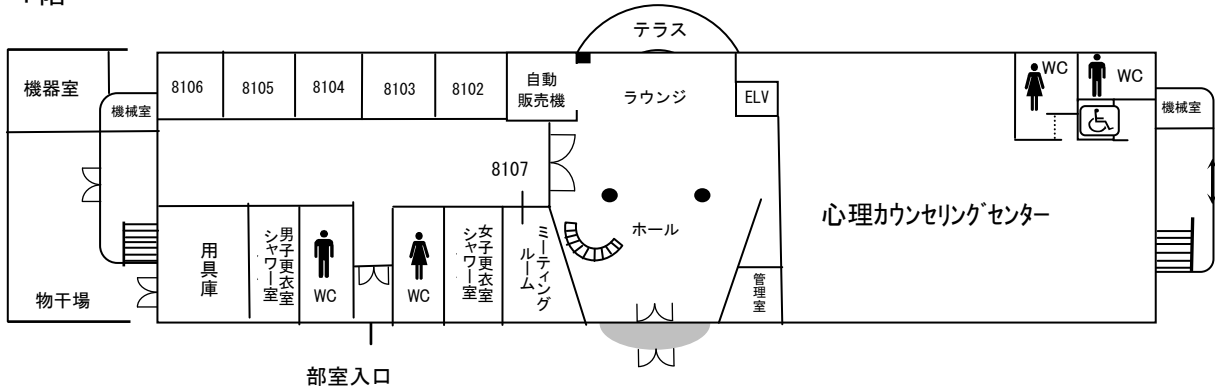 テラス
機器室
機械室
8106
8105
8104
8103
8102
自動
販売機
ラウンジ
ELV
WC
WC
機械室
8107
心理カウンセリングセンター
ホール
用具庫
男子更衣室
シャワー室
WC
WC
女子更衣室
シャワー室
ミーティング
ルーム
管理室
物干場
部室入口